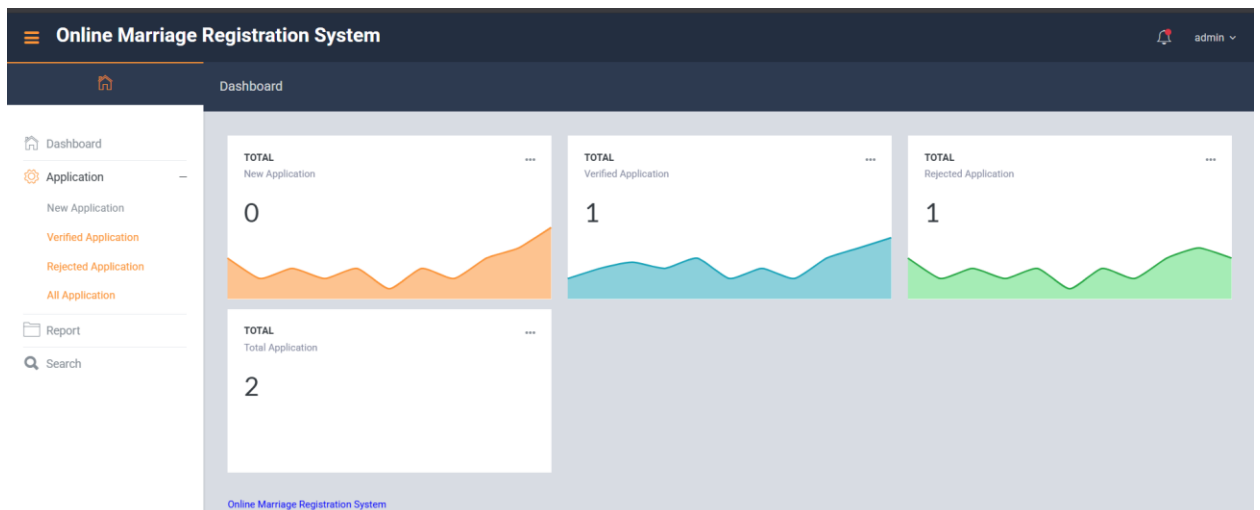 Online Marriage Registration System
admin
Dashboard
Dashboard
Application
New Application
Verified Application
Rejected Application
All Application
Report
Search
TOTAL
New Application
0
TOTAL
Verified Application
1
TOTAL
Rejected Application
1
TOTAL
Total Application
2
Online Marriage Registration System